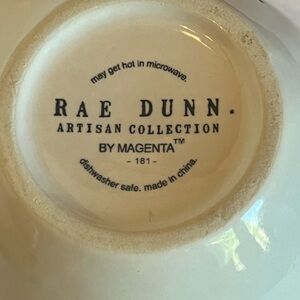 may get hot in microwave.
RAE DUNN.
ARTISAN COLLECTION
BY MAGENTA™
- 181 -
dishwasher safe. made in china.